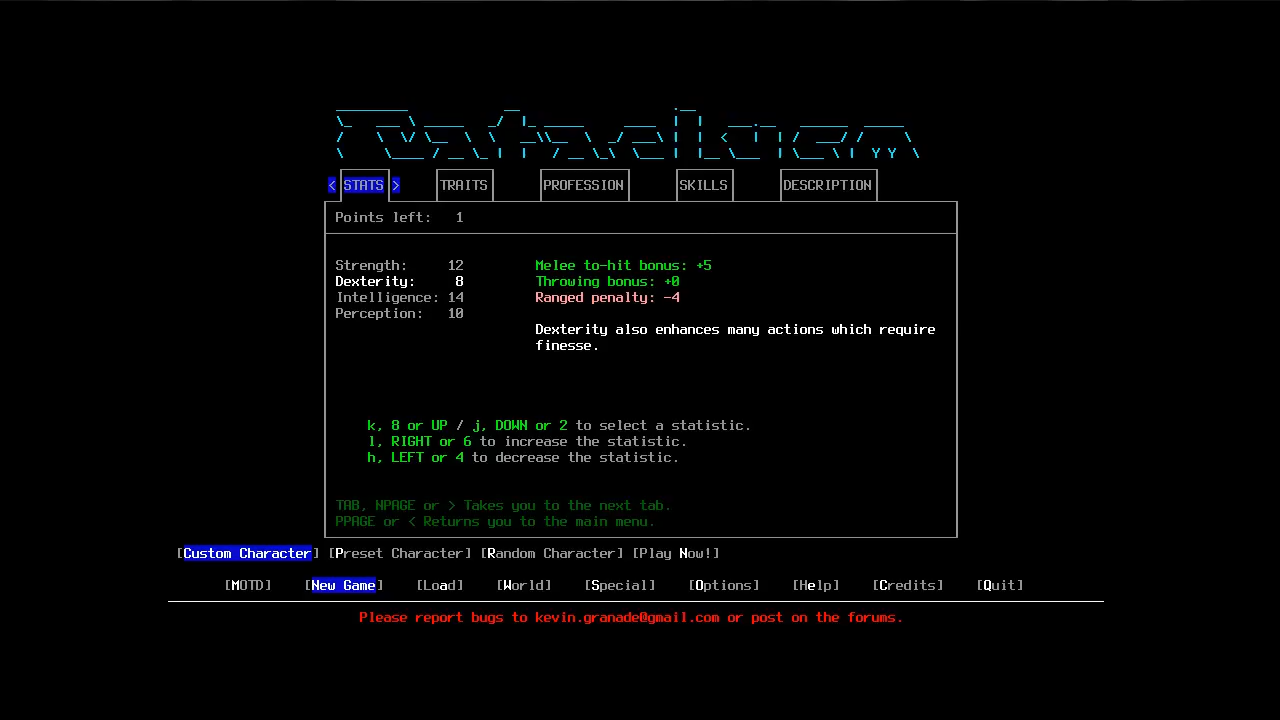 < STATS > TRAITS PROFESSION SKILLS DESCRIPTION
Points left: 1
Strength: 12 Melee to-hit bonus: +5
Dexterity: 8 Throwing bonus: +0
Intelligence: 14 Ranged penalty: -4
Perception: 10
Dexterity also enhances many actions which require
finesse.
k, 8 or UP / j, DOWN or 2 to select a statistic.
l, RIGHT or 6 to increase the statistic.
h, LEFT or 4 to decrease the statistic.
TAB, NPAGE or > Takes you to the next tab.
PPAGE or < Returns you to the main menu.
[Custom Character] [Preset Character] [Random Character] [Play Now!]
[MOTD] [New Game] [Load] [World] [Special] [Options] [Help] [Credits] [Quit]
Please report bugs to kevin.granade@gmail.com or post on the forums.